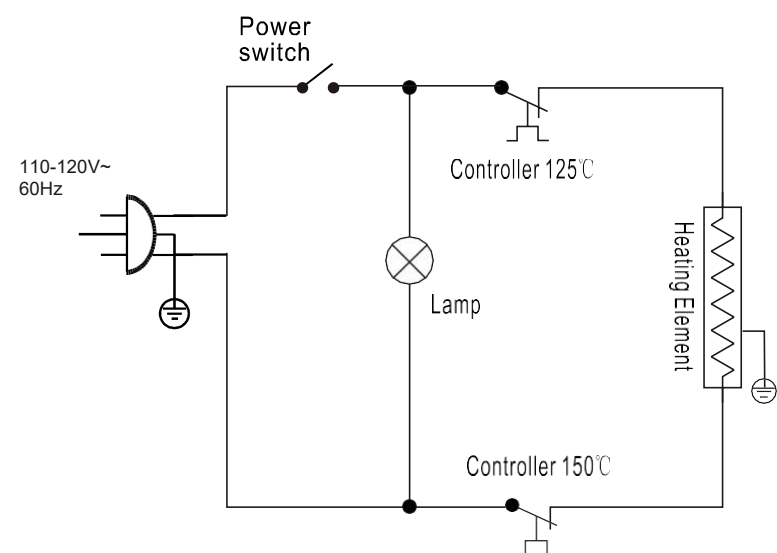 Power
switch
110-120V~
60Hz
Controller 125℃
Heating Element
Lamp
Controller 150℃